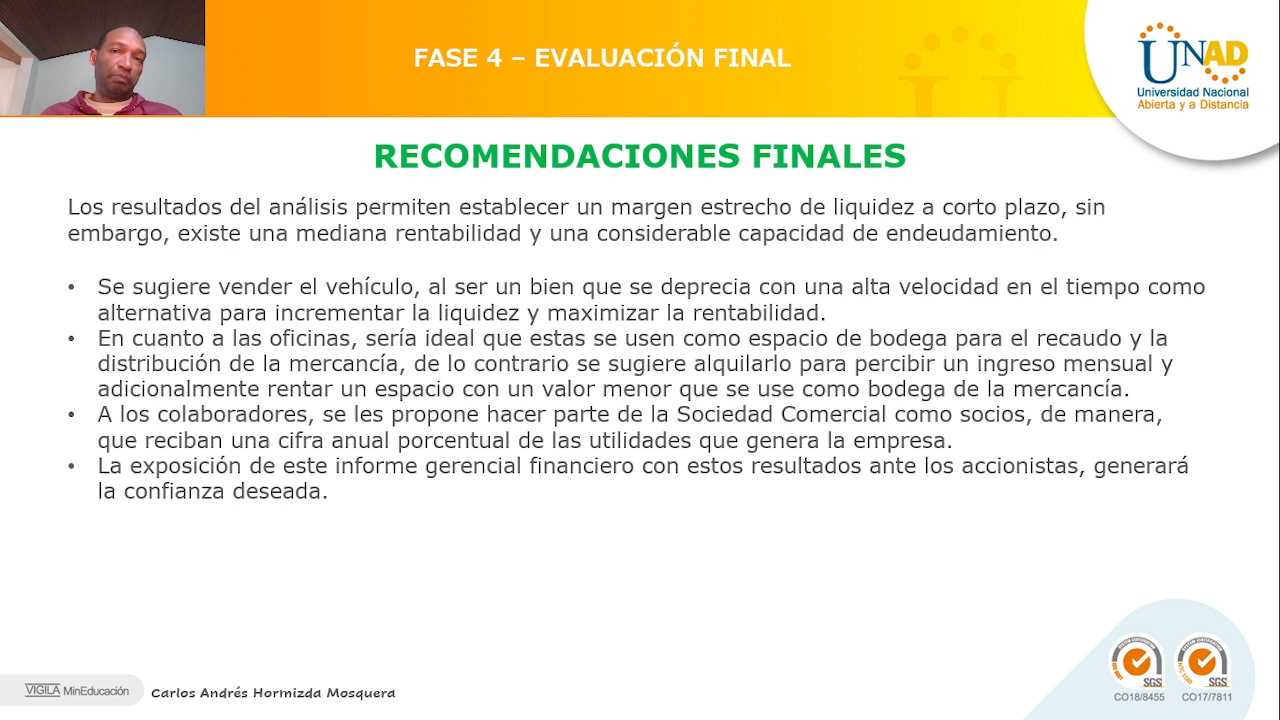 FASE 4 – EVALUACIÓN FINAL
UNAD
Universidad Nacional
Abierta y a Distancia
RECOMENDACIONES FINALES
Los resultados del análisis permiten establecer un margen estrecho de liquidez a corto plazo, sin
embargo, existe una mediana rentabilidad y una considerable capacidad de endeudamiento.
• Se sugiere vender el vehículo, al ser un bien que se deprecia con una alta velocidad en el tiempo como
alternativa para incrementar la liquidez y maximizar la rentabilidad.
• En cuanto a las oficinas, sería ideal que estas se usen como espacio de bodega para el recaudo y la
distribución de la mercancía, de lo contrario se sugiere alquilarlo para percibir un ingreso mensual y
adicionalmente rentar un espacio con un valor menor que se use como bodega de la mercancía.
• A los colaboradores, se les propone hacer parte de la Sociedad Comercial como socios, de manera,
que reciban una cifra anual porcentual de las utilidades que genera la empresa.
• La exposición de este informe gerencial financiero con estos resultados ante los accionistas, generará
la confianza deseada.
VIGILA MinEducación
Carlos Andrés Hormizda Mosquera
SGS
SGS
CO18/8455
CO17/7811